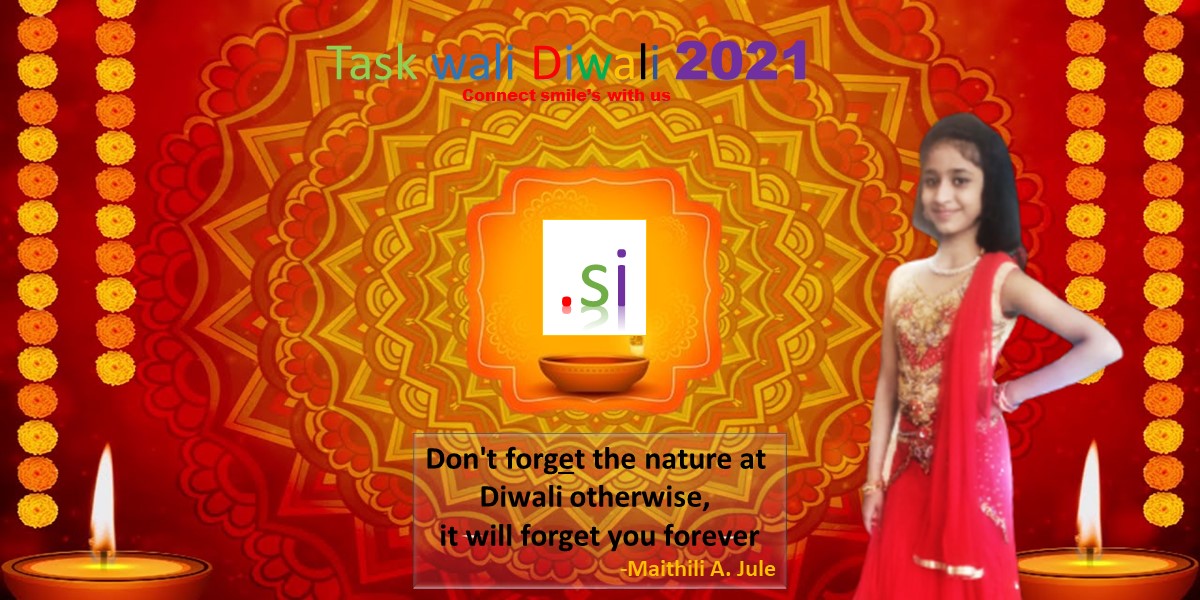 Task wali Diwali 2021
Connect smile's with us
.si
Don't forget the nature at
Diwali otherwise,
it will forget you forever
-Maithili A. Jule